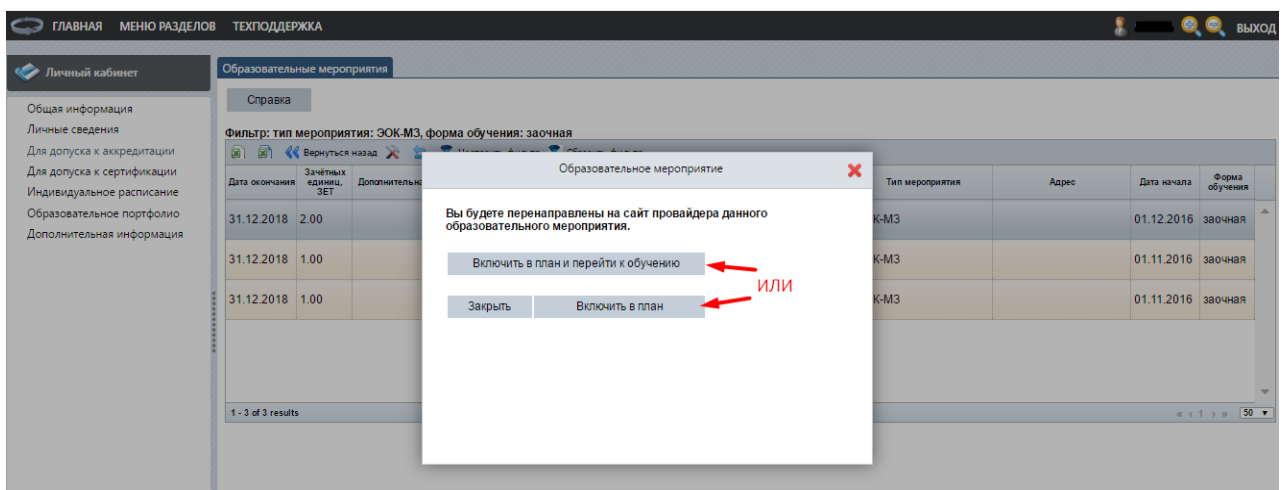 ГЛАВНАЯ МЕНЮ РАЗДЕЛОВ ТЕХПОДДЕРЖКА ВЫХОД
Личный кабинет
Общая информация
Личные сведения
Для допуска к аккредитации
Для допуска к сертификации
Индивидуальное расписание
Образовательное портфолио
Дополнительная информация
Образовательные мероприятия
Справка
Фильтр: тип мероприятия: ЭОК-МЗ, форма обучения: заочная
Вернуться назад
Дата окончания Зачётных единиц, ЗЕТ Тип мероприятия Адрес Дата начала Форма обучения
31.12.2018 2.00 К-МЗ 01.12.2016 заочная
31.12.2018 1.00 К-МЗ 01.11.2016 заочная
31.12.2018 1.00 К-МЗ 01.11.2016 заочная
1 - 3 of 3 results 1 50
Образовательное мероприятие
Вы будете перенаправлены на сайт провайдера данного
образовательного мероприятия.
Включить в план и перейти к обучению
ИЛИ
Закрыть Включить в план